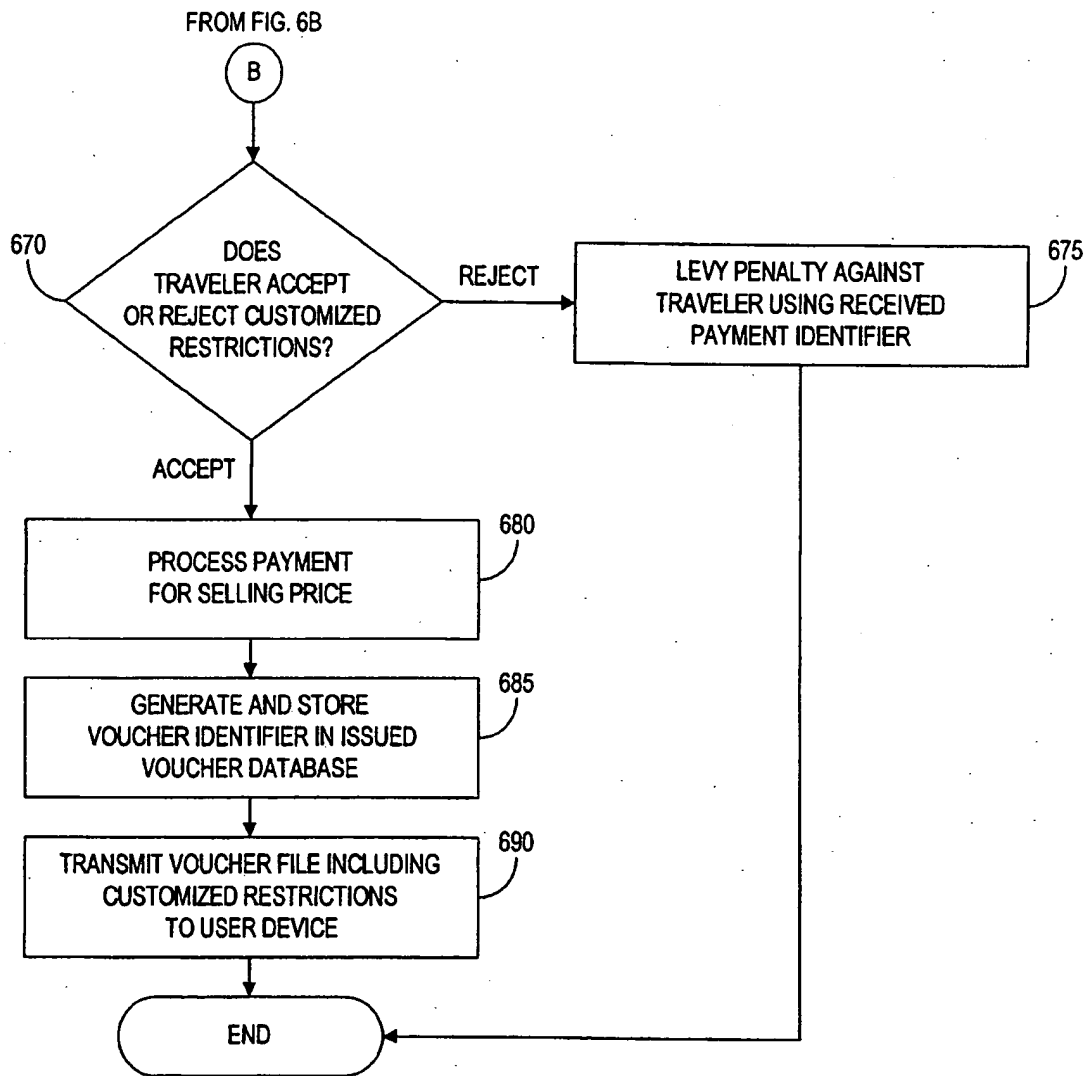 FROM FIG. 6B
B
670
DOES
TRAVELER ACCEPT
OR REJECT CUSTOMIZED
RESTRICTIONS?
REJECT
675
LEVY PENALTY AGAINST
TRAVELER USING RECEIVED
PAYMENT IDENTIFIER
ACCEPT
680
PROCESS PAYMENT
FOR SELLING PRICE
685
GENERATE AND STORE
VOUCHER IDENTIFIER IN ISSUED
VOUCHER DATABASE
690
TRANSMIT VOUCHER FILE INCLUDING
CUSTOMIZED RESTRICTIONS
TO USER DEVICE
END